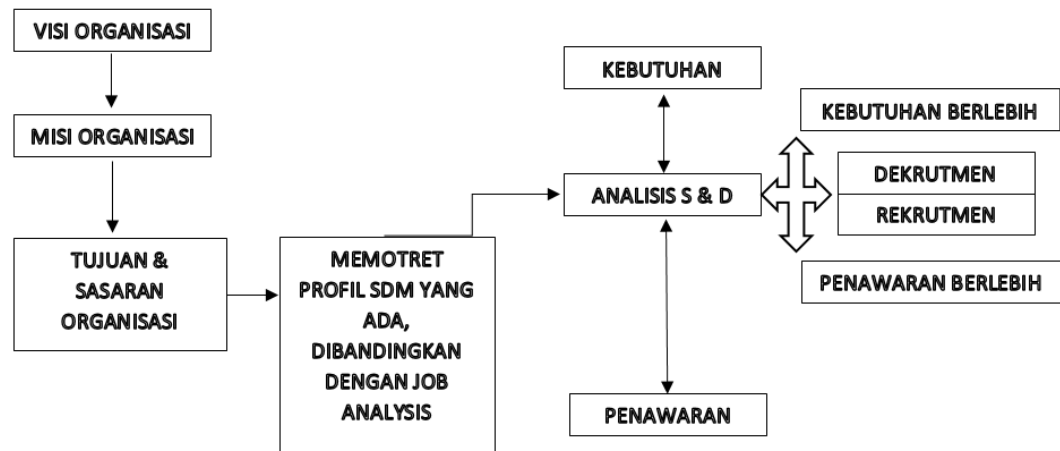 VISI ORGANISASI
MISI ORGANISASI
TUJUAN &
SASARAN
ORGANISASI
MEMOTRET
PROFIL SDM YANG
ADA,
DIBANDINGKAN
DENGAN JOB
ANALYSIS
KEBUTUHAN
ANALISIS S & D
PENAWARAN
KEBUTUHAN BERLEBIH
DEKRUTMEN
REKRUTMEN
PENAWARAN BERLEBIH